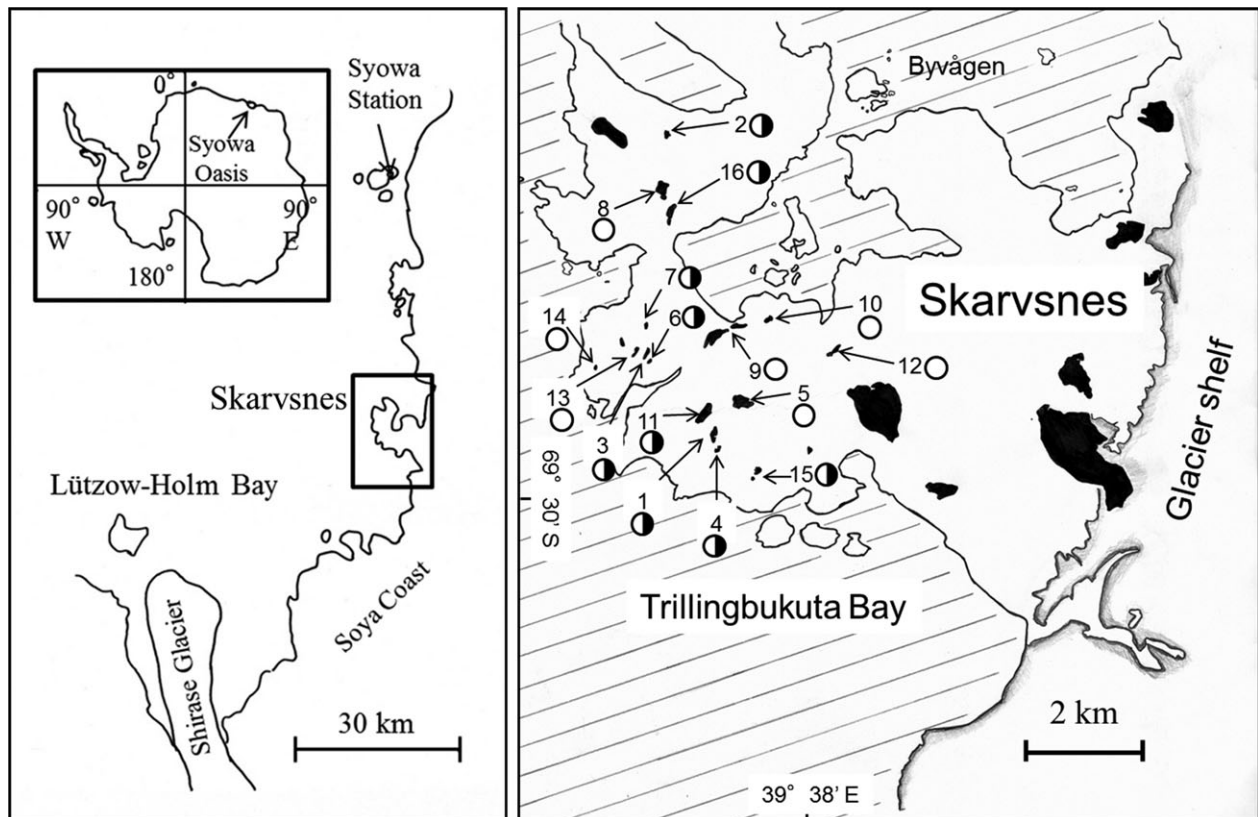 0°
Syowa
Oasis
90°
W
90°
E
180°
Syowa
Station
Skarvsnes
Lützow-Holm Bay
Shirase Glacier
Soya Coast
30 km
Byvågen
2
16
8
7
6
14
10
9
12
13
5
11
3
15
1
4
Skarvsnes
69° 30' S
Glacier shelf
Trillingbukuta Bay
2 km
39° 38' E